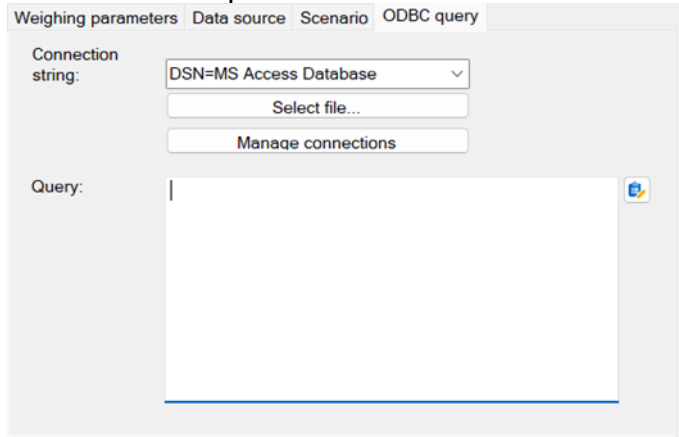 Weighing parameters Data source Scenario ODBC query
Connection
string:
DSN=MS Access Database
Select file...
Manage connections
Query: